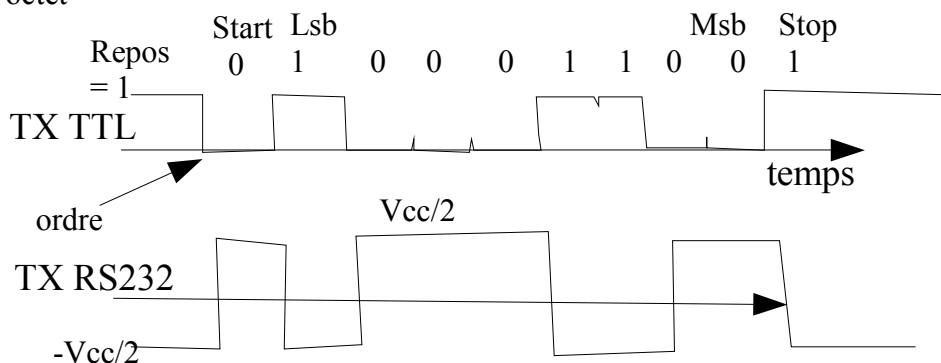 octet
Start Lsb Msb Stop
Repos 0 1 0 0 0 1 1 0 0 1
= 1
TX TTL
temps
ordre
Vcc/2
TX RS232
-Vcc/2